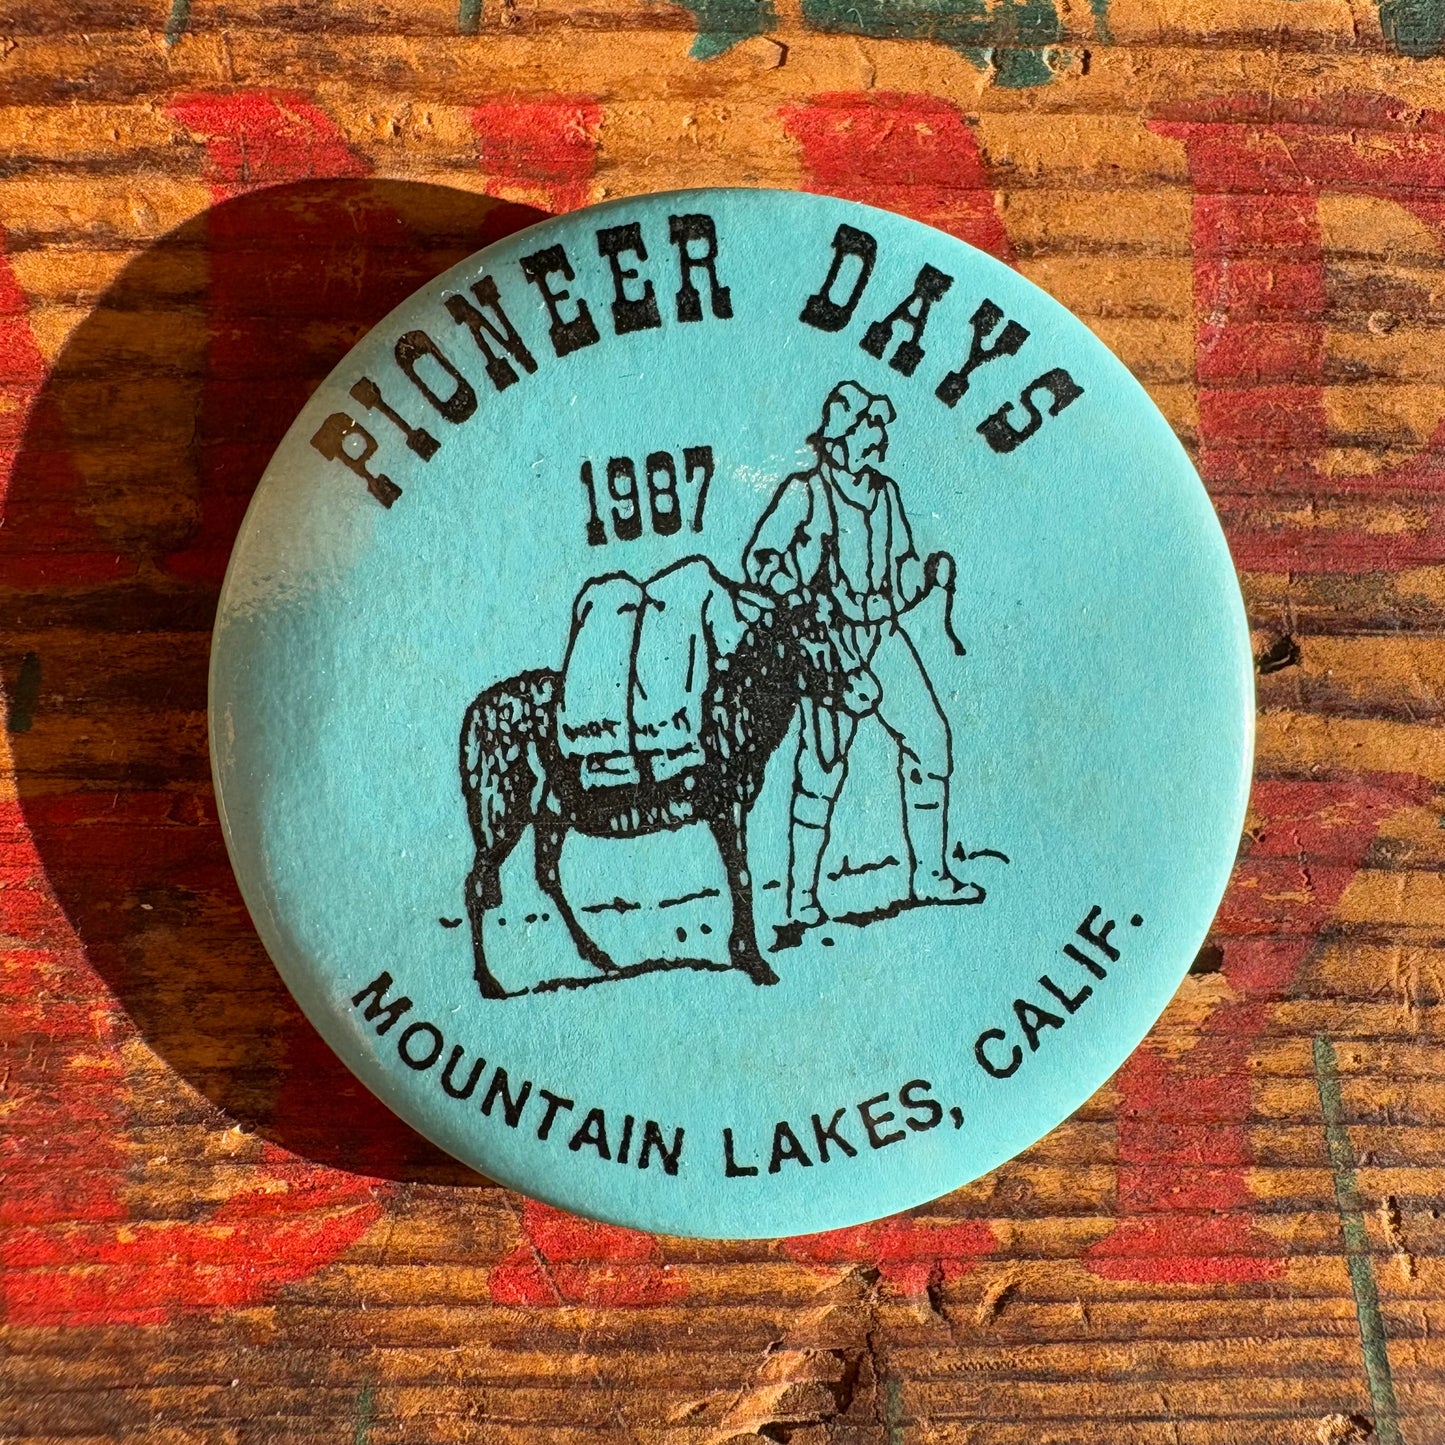 PIONEER DAYS
1987
MOUNTAIN LAKES, CALIF.